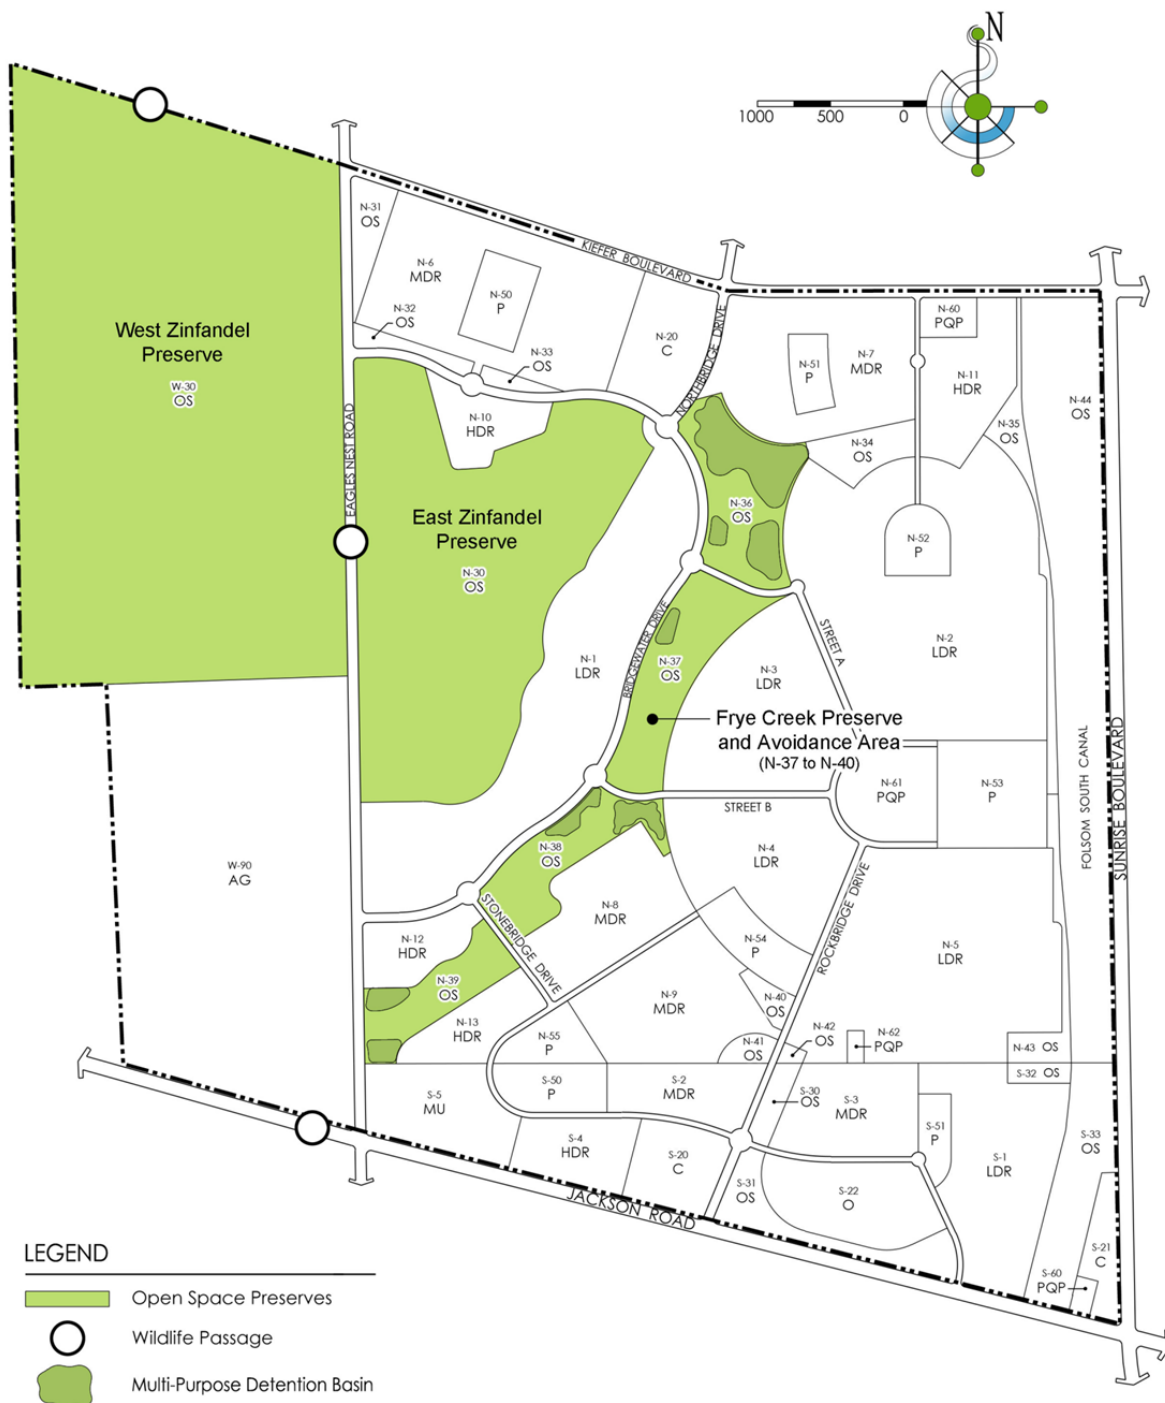 N
1000 500 0
N-31
OS
N-6
MDR
N-50
P
N-32
OS
N-33
OS
KIEFER BOULEVARD
N-20
C
NORTHBRIDGE DRIVE
N-60
PQP
N-51
P
N-7
MDR
N-11
HDR
N-44
OS
N-35
OS
West Zinfandel
Preserve
W-30
OS
N-10
HDR
N-34
OS
EAGLES NEST ROAD
East Zinfandel
Preserve
N-30
OS
N-36
OS
N-52
P
N-1
LDR
BRIDGEWATER DRIVE
N-37
OS
N-3
LDR
STREET A
N-2
LDR
Frye Creek Preserve
and Avoidance Area
(N-37 to N-40)
N-61
PQP
N-53
P
FOLSOM SOUTH CANAL
SUNRISE BOULEVARD
STREET B
W-90
AG
N-38
OS
N-4
LDR
N-8
MDR
STONEBRIDGE DRIVE
ROCKBRIDGE DRIVE
N-12
HDR
N-54
P
N-5
LDR
N-39
OS
N-9
MDR
N-40
OS
N-13
HDR
N-55
P
N-41
OS
N-42
OS
N-62
PQP
N-43 OS
S-32 OS
S-5
MU
S-50
P
S-2
MDR
S-30
OS
S-3
MDR
S-51
P
S-1
LDR
S-33
OS
S-4
HDR
S-20
C
S-31
OS
S-22
O
JACKSON ROAD
S-21
C
S-60
PQP
LEGEND
Open Space Preserves
Wildlife Passage
Multi-Purpose Detention Basin